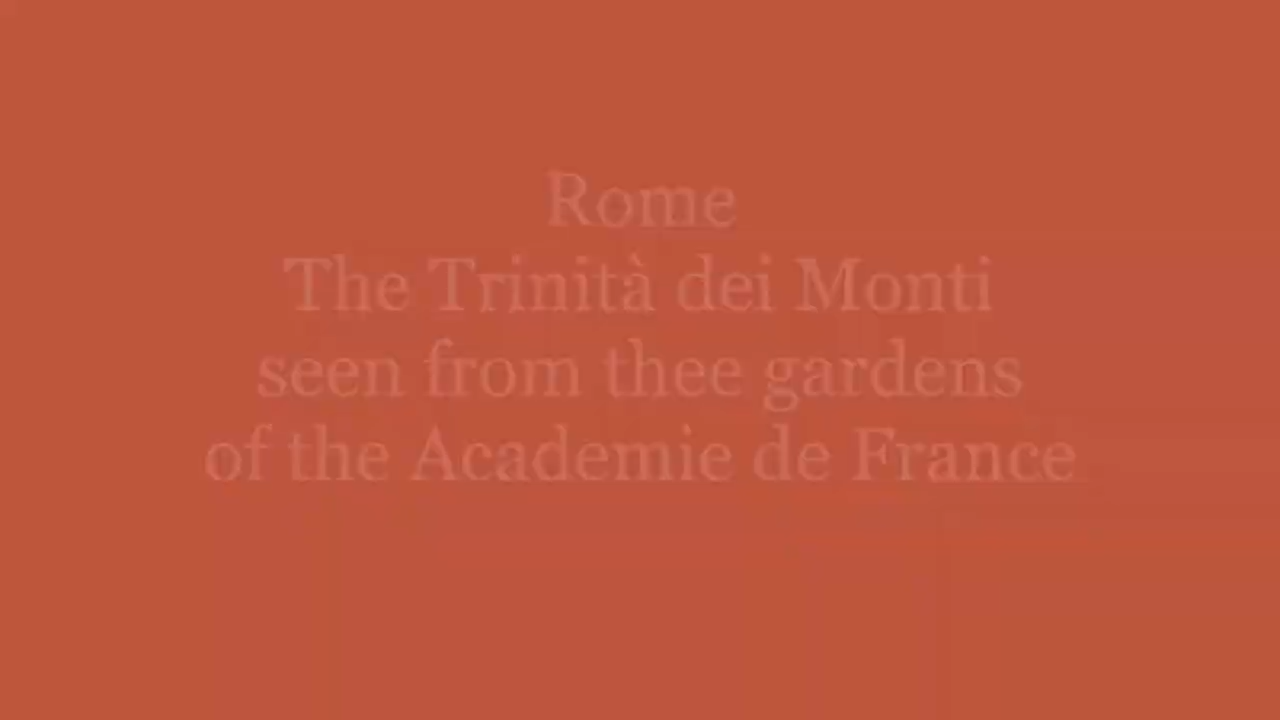 Rome
The Trinità dei Monti
seen from thee gardens
of the Academie de France